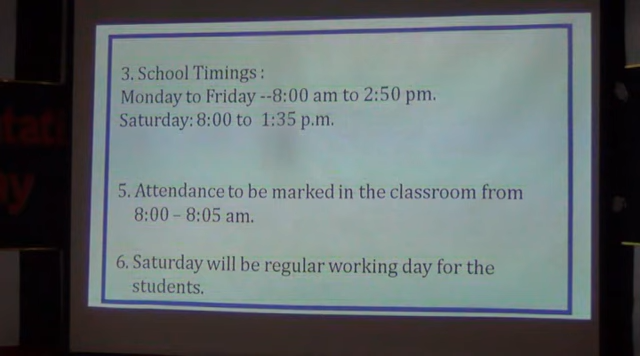 3. School Timings :
Monday to Friday --8:00 am to 2:50 pm.
Saturday: 8:00 to 1:35 p.m.
5. Attendance to be marked in the classroom from
8:00 – 8:05 am.
6. Saturday will be regular working day for the
students.